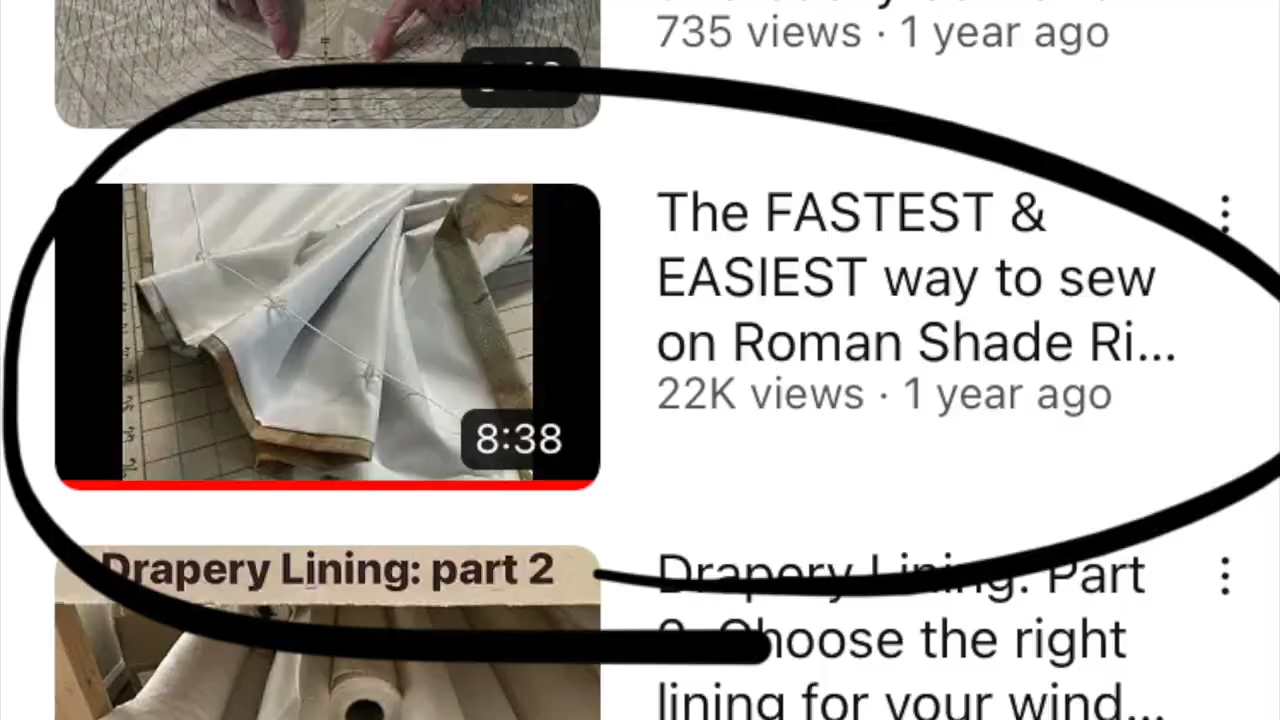 735 views · 1 year ago
The FASTEST &
EASIEST way to sew
on Roman Shade Ri...
22K views · 1 year ago
8:38
Drapery Lining: part 2
Drapery Lining: Part
Choose the right
lining for your wind...